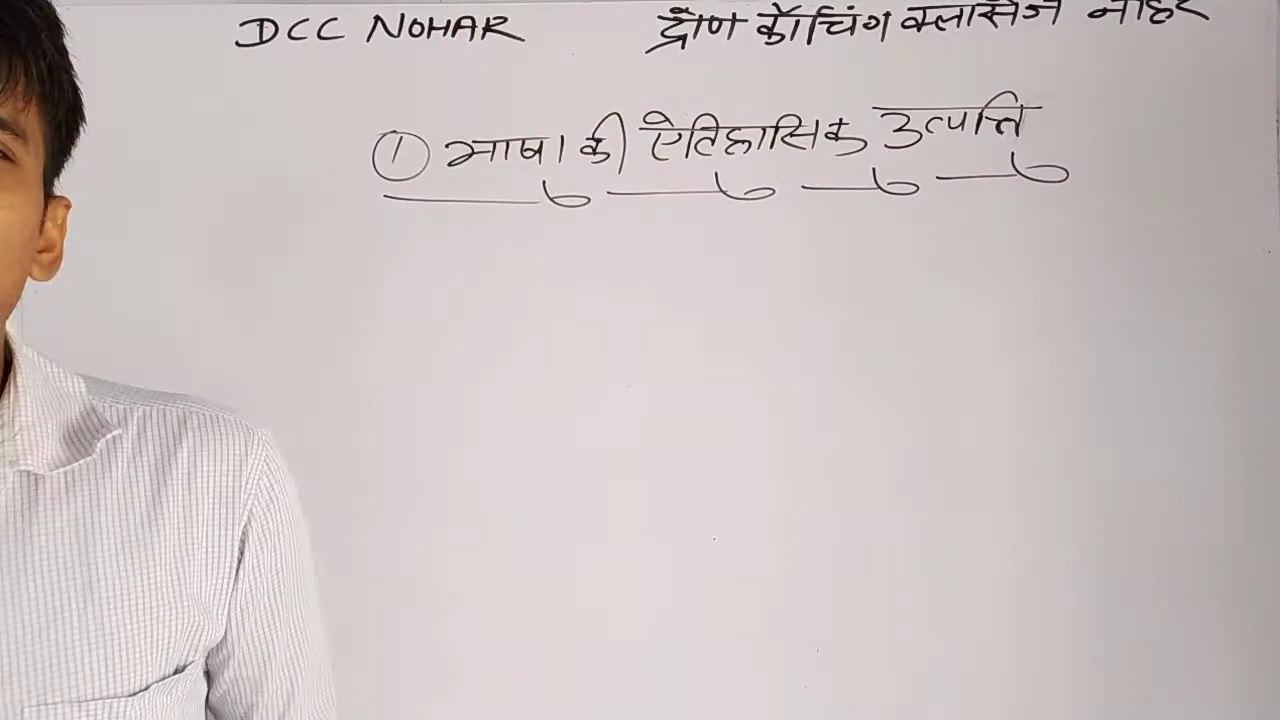 DCC NOHAR द्रोण कोचिंग क्लासेज नोहर
① भाषा की ऐतिहासिक उत्पत्ति